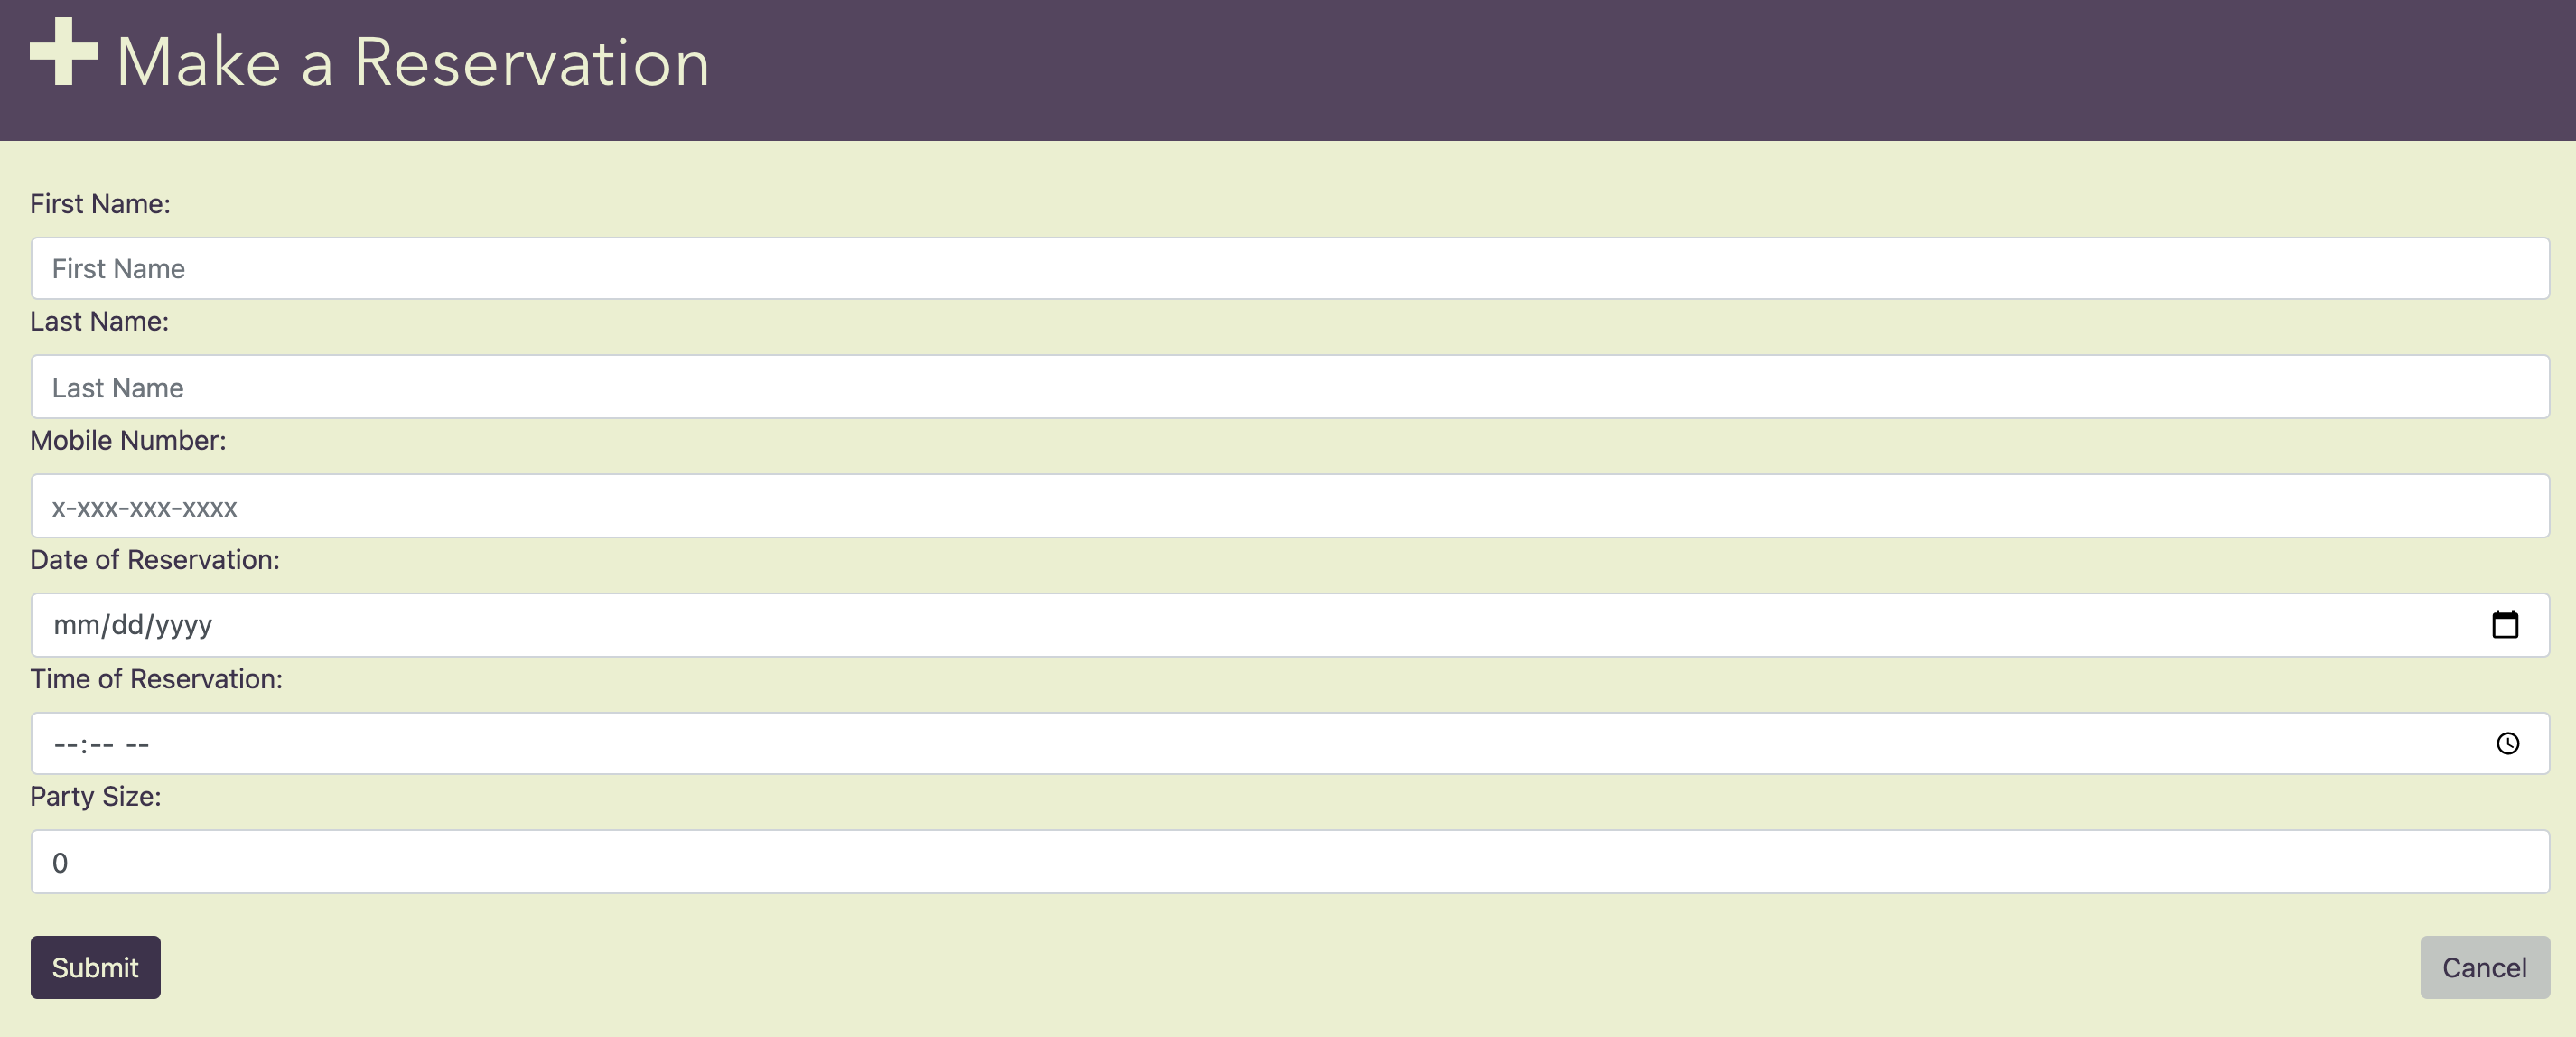 Make a Reservation
First Name:
First Name
Last Name:
Last Name
Mobile Number:
x-xxx-xxx-xxxx
Date of Reservation:
mm/dd/yyyy
Time of Reservation:
--:-- --
Party Size:
0
Submit Cancel